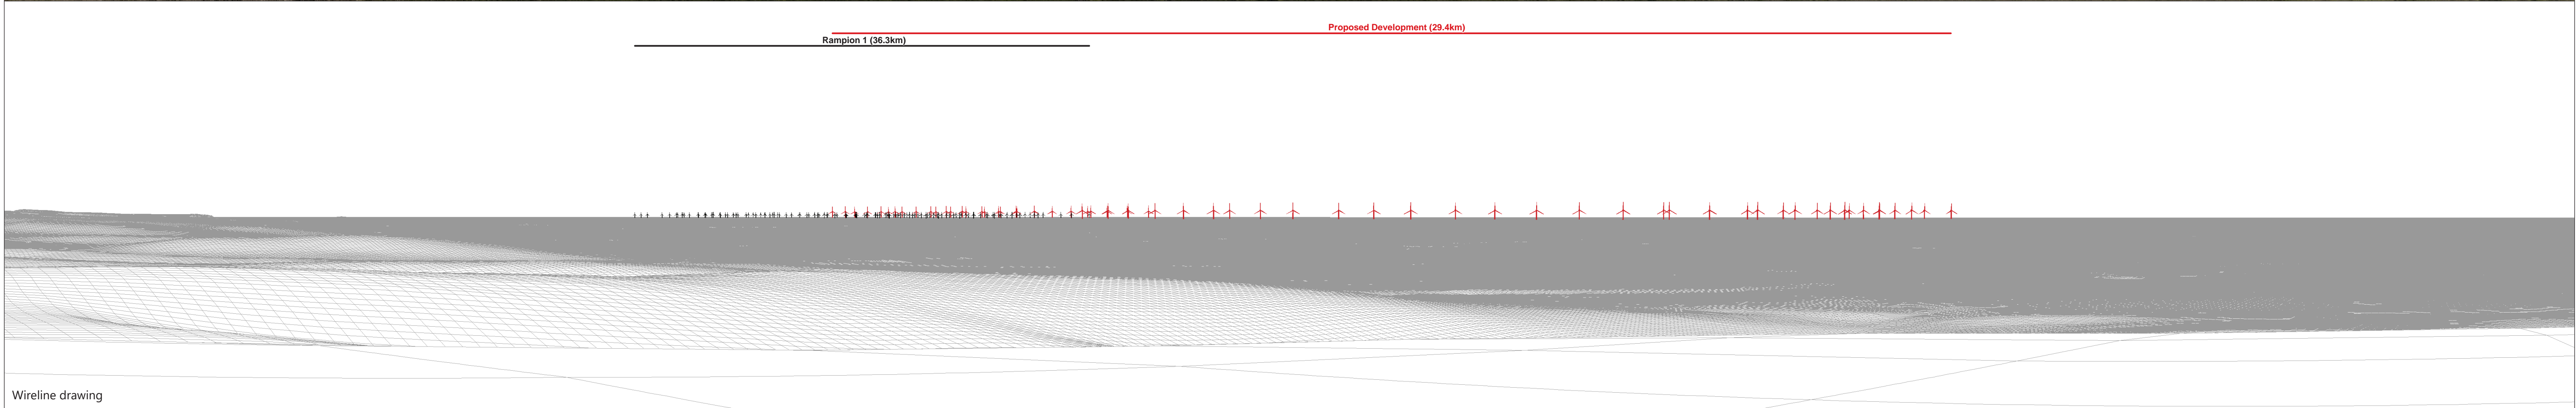 Proposed Development (29.4km)
Rampion 1 (36.3km)
Wireline drawing